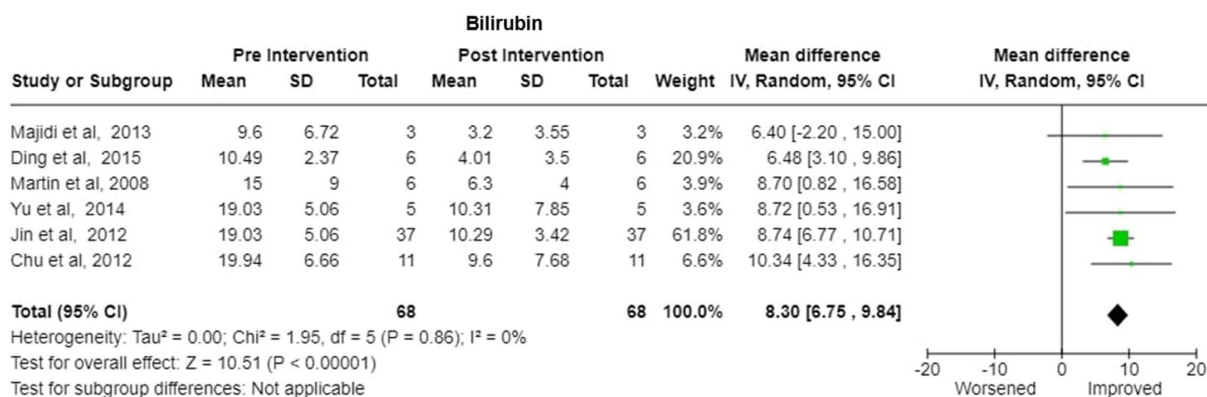 Bilirubin
Pre Intervention Post Intervention Mean difference Mean difference
Study or Subgroup Mean SD Total Mean SD Total Weight IV, Random, 95% CI IV, Random, 95% CI
Majidi et al, 2013 9.6 6.72 3 3.2 3.55 3 3.2% 6.40 [-2.20 , 15.00]
Ding et al, 2015 10.49 2.37 6 4.01 3.5 6 20.9% 6.48 [3.10 , 9.86]
Martin et al, 2008 15 9 6 6.3 4 6 3.9% 8.70 [0.82 , 16.58]
Yu et al, 2014 19.03 5.06 5 10.31 7.85 5 3.6% 8.72 [0.53 , 16.91]
Jin et al, 2012 19.03 5.06 37 10.29 3.42 37 61.8% 8.74 [6.77 , 10.71]
Chu et al, 2012 19.94 6.66 11 9.6 7.68 11 6.6% 10.34 [4.33 , 16.35]
Total (95% CI) 68 68 100.0% 8.30 [6.75 , 9.84]
Heterogeneity: Tau² = 0.00; Chi² = 1.95, df = 5 (P = 0.86); I² = 0%
Test for overall effect: Z = 10.51 (P < 0.00001)
Test for subgroup differences: Not applicable
-20 -10 0 10 20
Worsened Improved